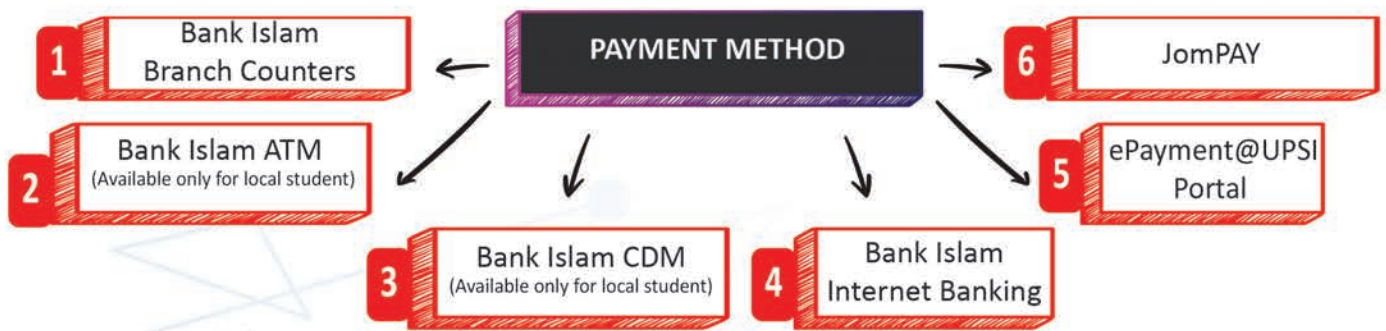 PAYMENT METHOD
1
Bank Islam
Branch Counters
2
Bank Islam ATM
(Available only for local student)
3
Bank Islam CDM
(Available only for local student)
4
Bank Islam
Internet Banking
5
ePayment@UPSI
Portal
6
JomPAY